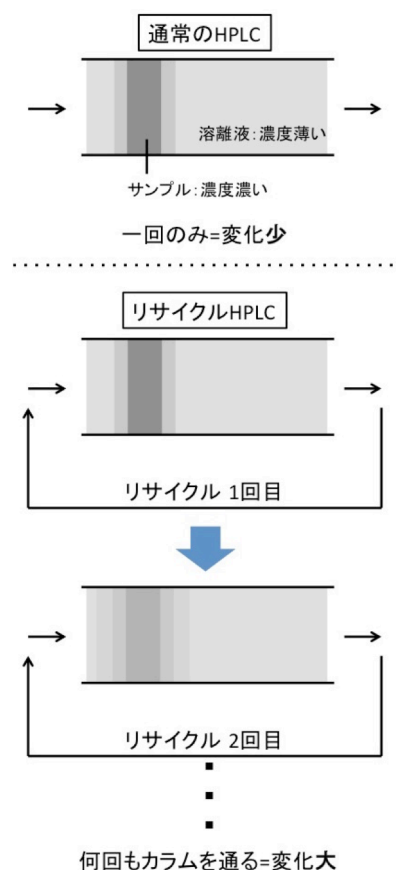 通常のHPLC
溶離液：濃度薄い
サンプル：濃度濃い
一回のみ=変化少
リサイクルHPLC
リサイクル 1回目
リサイクル 2回目
何回もカラムを通る=変化大